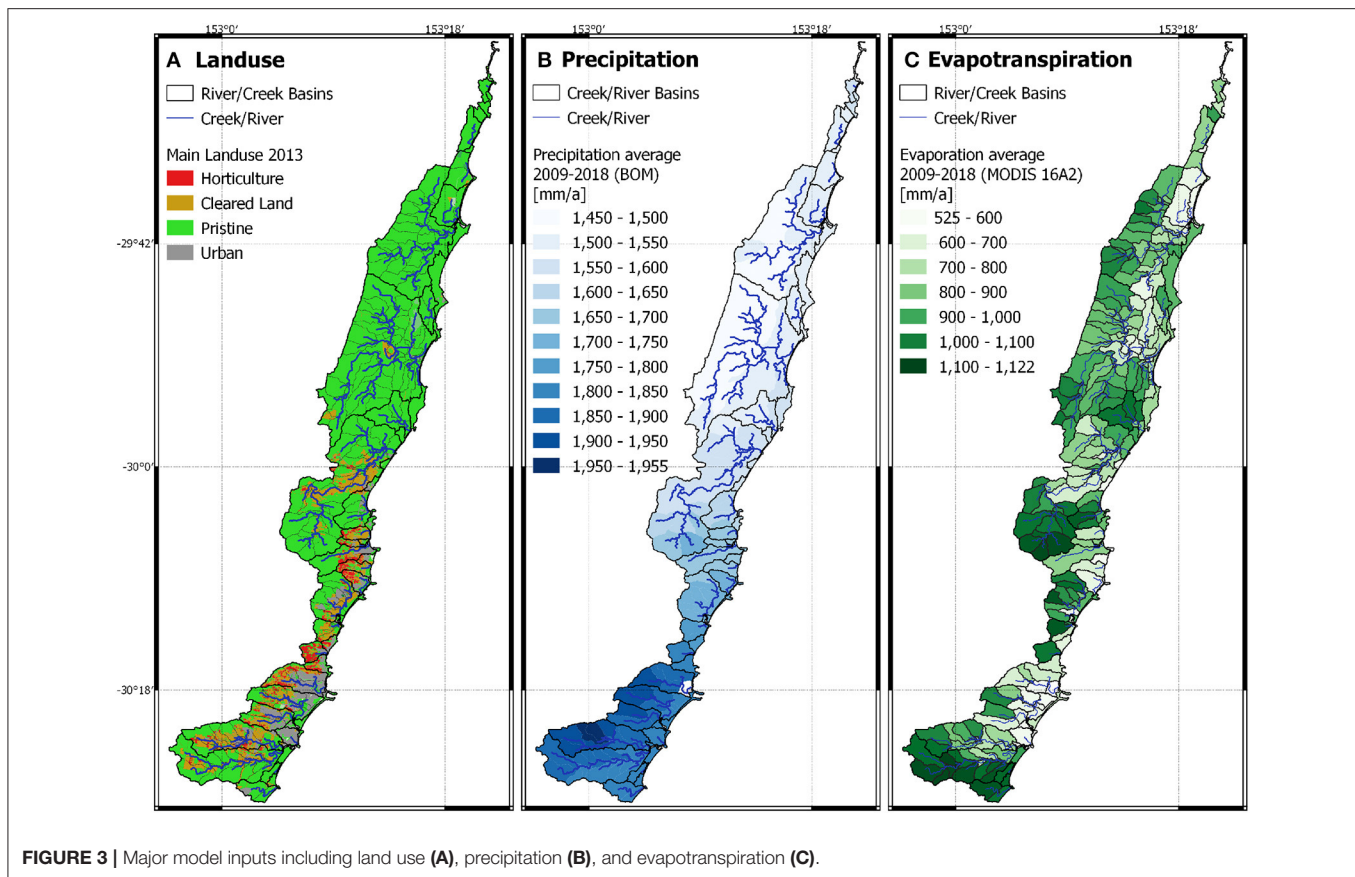 153°0′
153°18′
153°0′
153°18′
153°0′
153°18′
A Landuse
River/Creek Basins
Creek/River
Main Landuse 2013
Horticulture
Cleared Land
Pristine
Urban
B Precipitation
Creek/River Basins
Creek/River
Precipitation average
2009-2018 (BOM)
[mm/a]
1,450 - 1,500
1,500 - 1,550
1,550 - 1,600
1,600 - 1,650
1,650 - 1,700
1,700 - 1,750
1,750 - 1,800
1,800 - 1,850
1,850 - 1,900
1,900 - 1,950
1,950 - 1,955
C Evapotranspiration
River/Creek Basins
Creek/River
Evaporation average
2009-2018 (MODIS 16A2)
[mm/a]
525 - 600
600 - 700
700 - 800
800 - 900
900 - 1,000
1,000 - 1,100
1,100 - 1,122
-29°42′
-30°0′
-30°18′
FIGURE 3 | Major model inputs including land use (A), precipitation (B), and evapotranspiration (C).